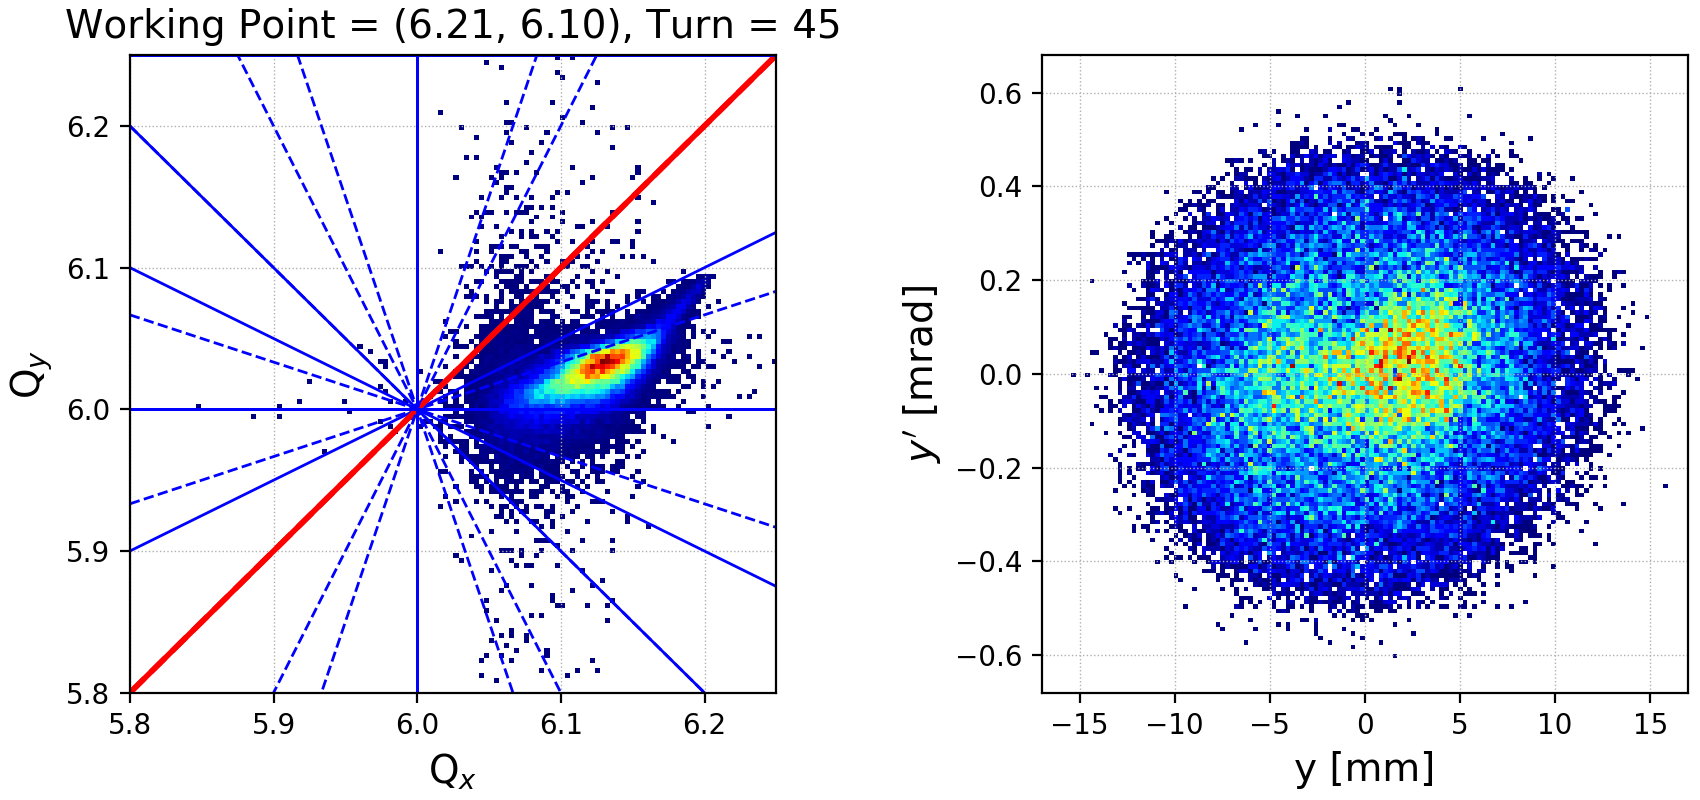 Working Point = (6.21, 6.10), Turn = 45
6.2
6.1
6.0
5.9
5.8
Q_y
5.8 5.9 6.0 6.1 6.2
Q_x
0.6
0.4
0.2
0.0
−0.2
−0.4
−0.6
y′ [mrad]
−15 −10 −5 0 5 10 15
y [mm]